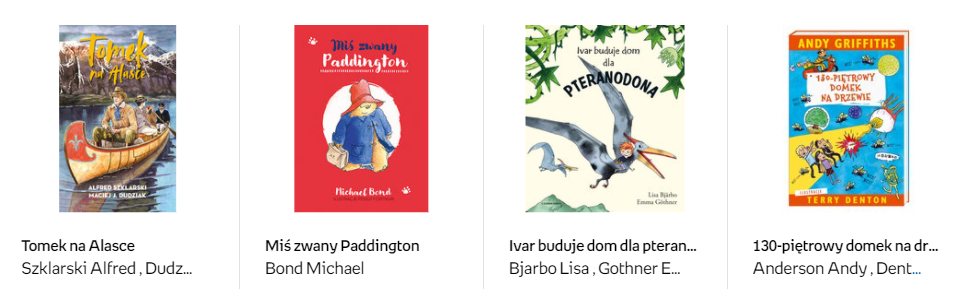 Tomek
na Alasce
ALFRED SZKLARSKI
MACIEJ J. DUDZIAK
Miś zwany
Paddington
Michael Bond
Ivar buduje dom
dla
PTERANODONA
Lisa Bjärbo
Emma Göthner
ANDY GRIFFITHS
130-PIĘTROWY
DOMEK
NA DRZEWIE
TERRY DENTON
Tomek na Alasce
Szklarski Alfred , Dudz...
Miś zwany Paddington
Bond Michael
Ivar buduje dom dla pteran...
Bjarbo Lisa , Gothner E...
130-piętrowy domek na dr...
Anderson Andy , Dent...